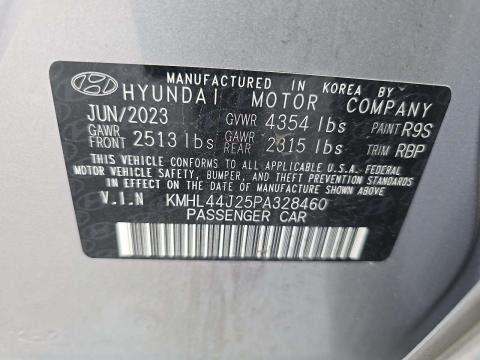 MANUFACTURED IN KOREA BY
HYUNDAI MOTOR COMPANY
JUN/2023 GVWR 4354 lbs PAINT R9S
GAWR FRONT 2513 lbs GAWR REAR 2315 lbs TRIM RBP
THIS VEHICLE CONFORMS TO ALL APPLICABLE U.S.A. FEDERAL
MOTOR VEHICLE SAFETY, BUMPER, AND THEFT PREVENTION STANDARDS
IN EFFECT ON THE DATE OF MANUFACTURE SHOWN ABOVE.
V.I.N KMHL44J25PA328460
PASSENGER CAR